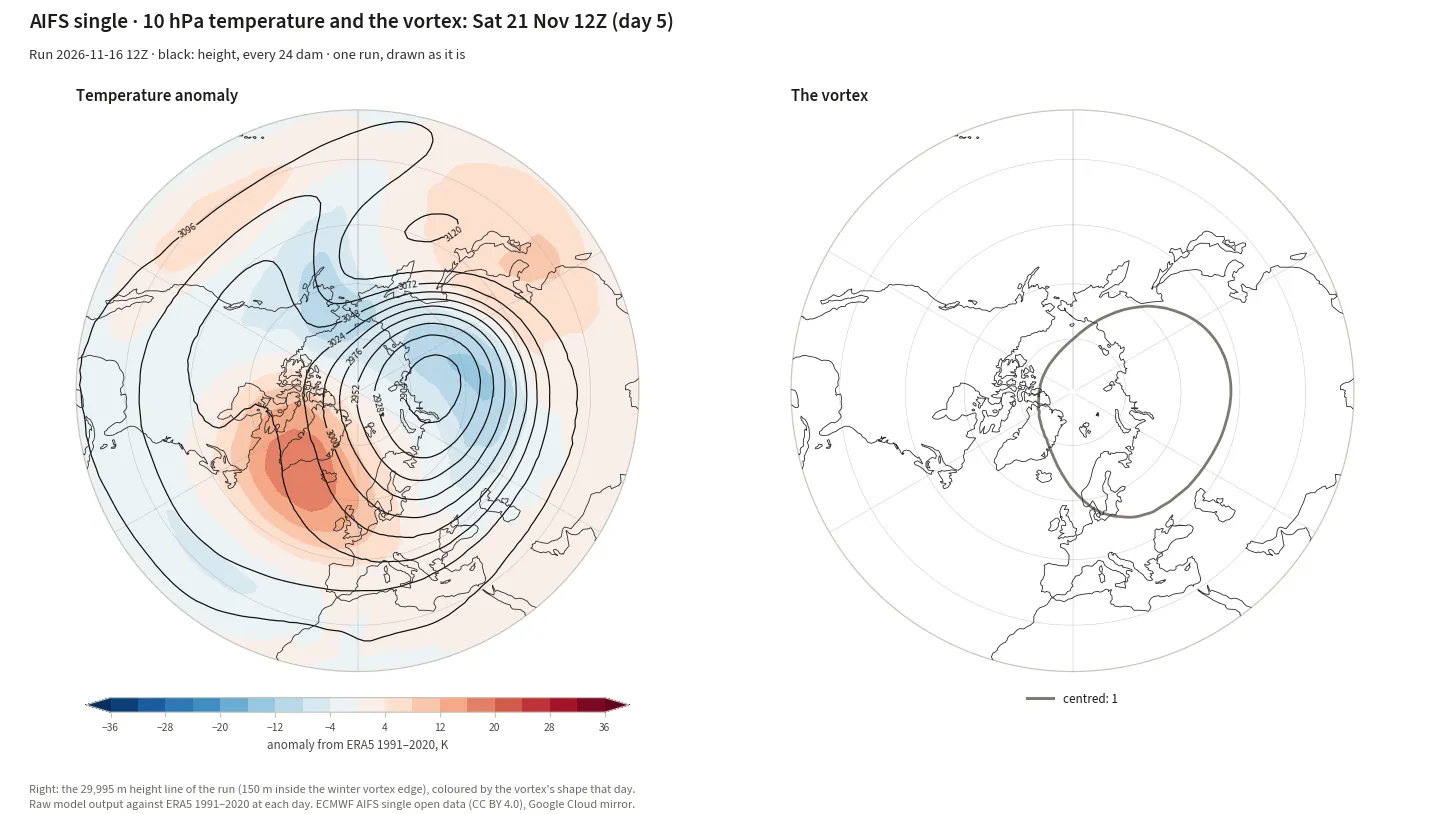 AIFS single · 10 hPa temperature and the vortex: Sat 21 Nov 12Z (day 5)
Run 2026-11-16 12Z · black: height, every 24 dam · one run, drawn as it is
Temperature anomaly
The vortex
3096
3120
3072
3048
3024
2976
2952
2928
3000
−36 −28 −20 −12 −4 4 12 20 28 36
anomaly from ERA5 1991–2020, K
centred: 1
Right: the 29,995 m height line of the run (150 m inside the winter vortex edge), coloured by the vortex's shape that day.
Raw model output against ERA5 1991–2020 at each day. ECMWF AIFS single open data (CC BY 4.0), Google Cloud mirror.